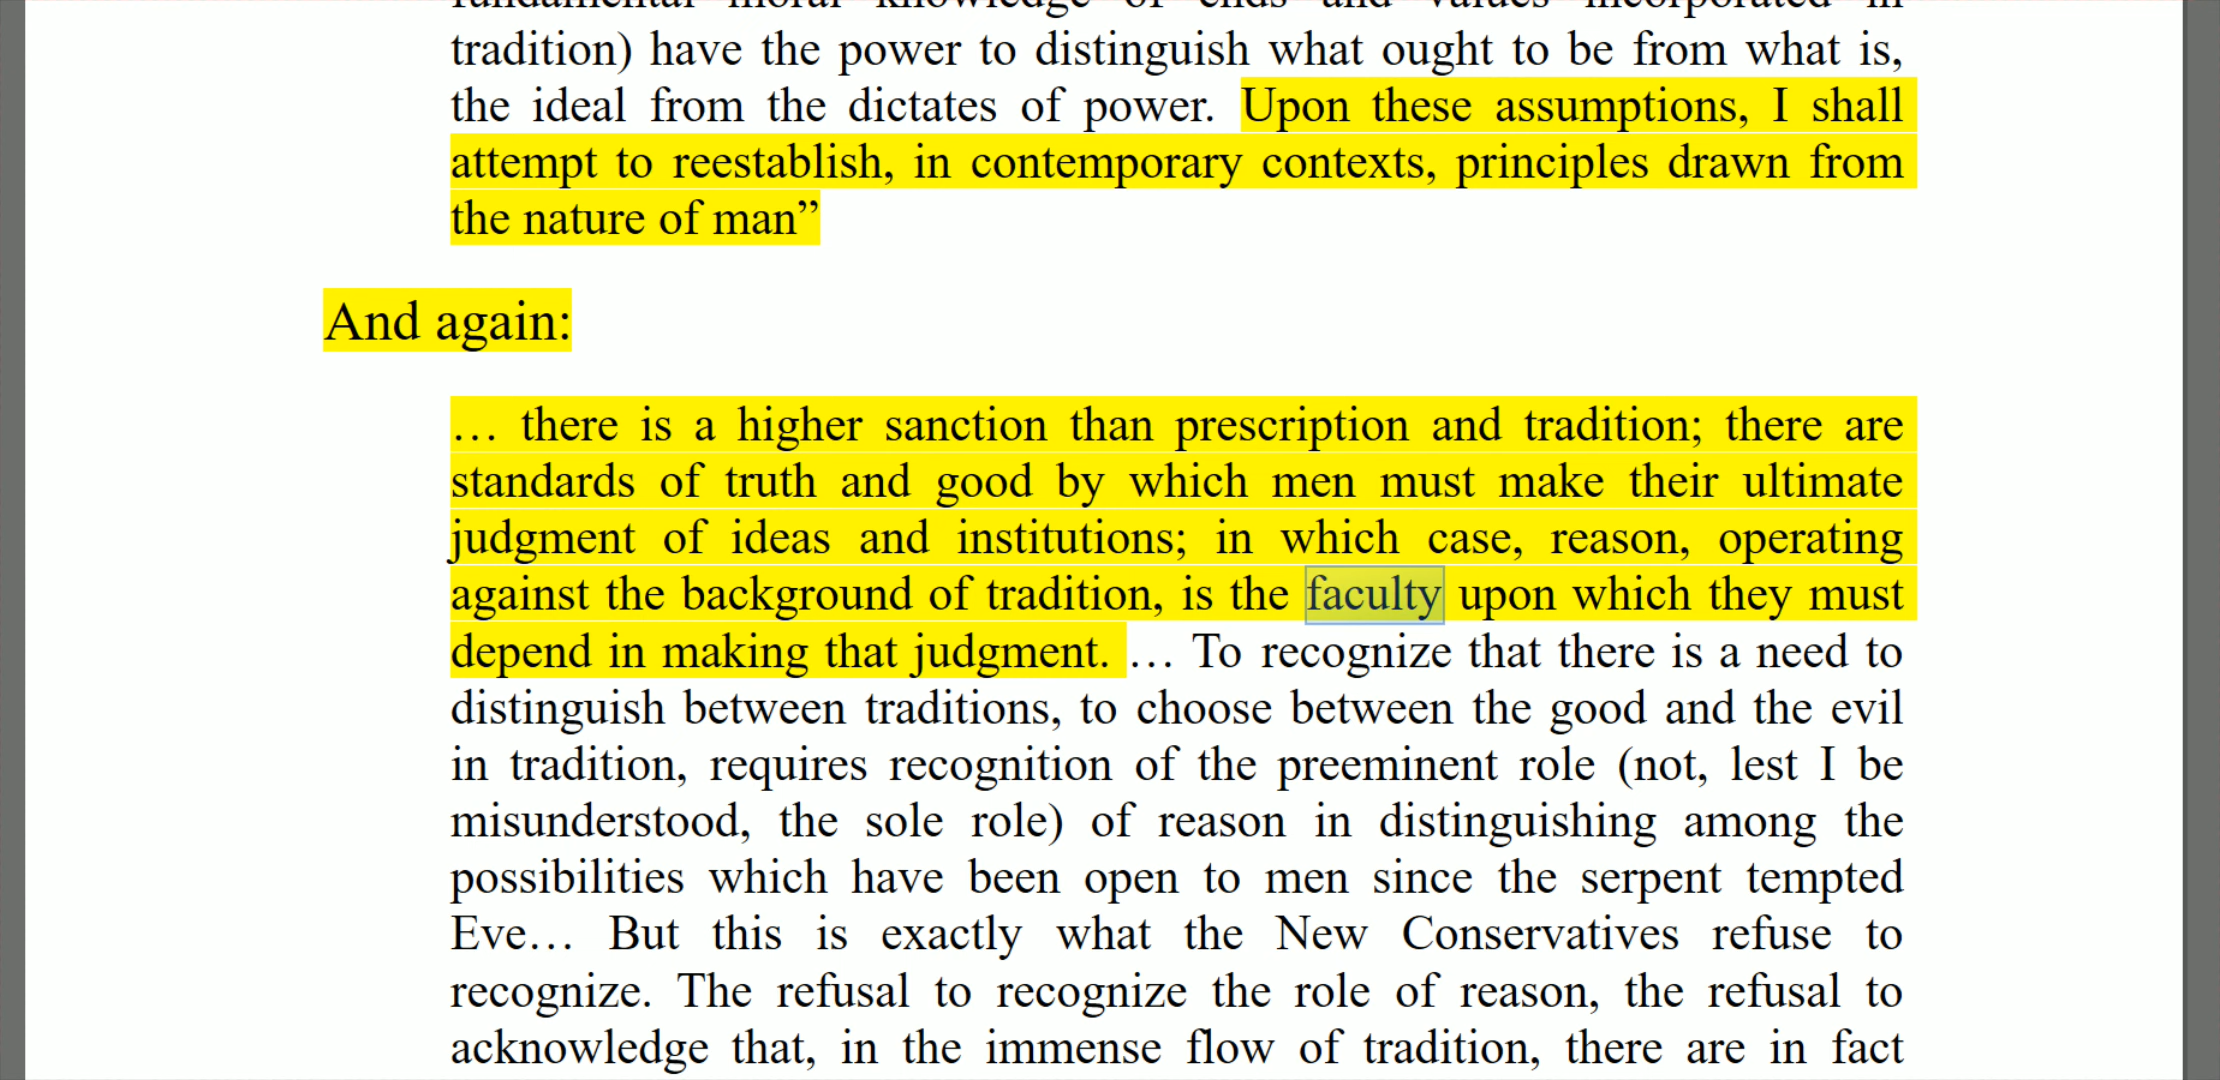 fundamental moral knowledge of ends and values incorporated in
tradition) have the power to distinguish what ought to be from what is,
the ideal from the dictates of power. Upon these assumptions, I shall
attempt to reestablish, in contemporary contexts, principles drawn from
the nature of man”
And again:
… there is a higher sanction than prescription and tradition; there are
standards of truth and good by which men must make their ultimate
judgment of ideas and institutions; in which case, reason, operating
against the background of tradition, is the faculty upon which they must
depend in making that judgment. … To recognize that there is a need to
distinguish between traditions, to choose between the good and the evil
in tradition, requires recognition of the preeminent role (not, lest I be
misunderstood, the sole role) of reason in distinguishing among the
possibilities which have been open to men since the serpent tempted
Eve… But this is exactly what the New Conservatives refuse to
recognize. The refusal to recognize the role of reason, the refusal to
acknowledge that, in the immense flow of tradition, there are in fact